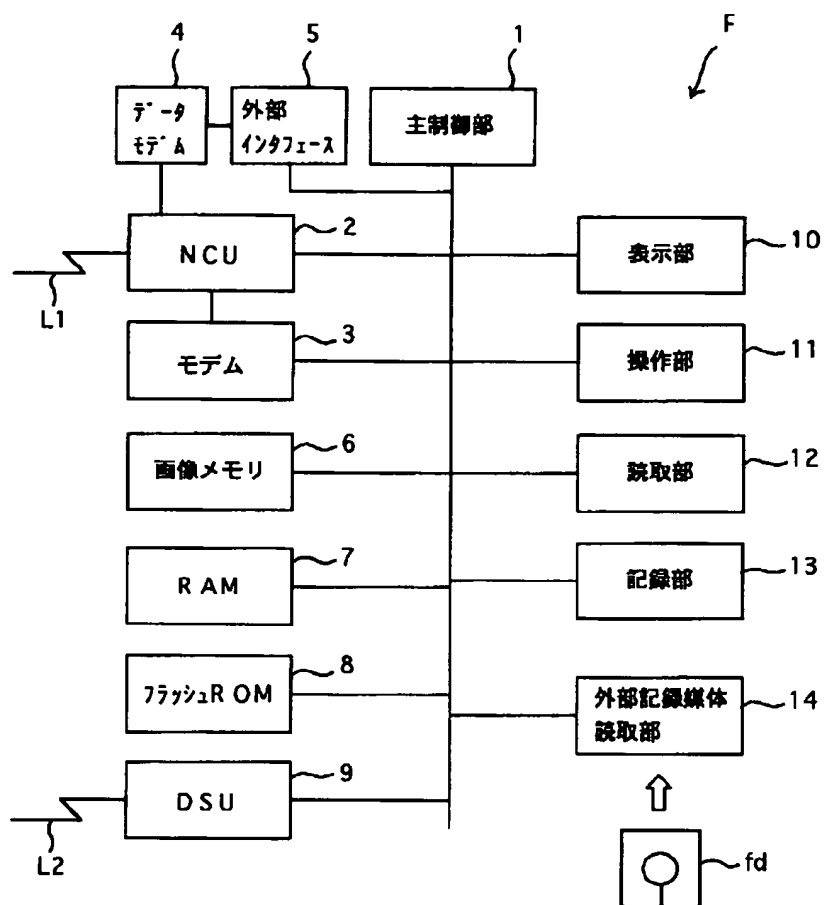 F
4
5
1
データ
モデム
外部
インタフェース
主制御部
2
NCU
L1
表示部
10
3
モデム
操作部
11
6
画像メモリ
読取部
12
7
RAM
記録部
13
8
フラッシュROM
外部記録媒体
読取部
14
9
DSU
L2
fd